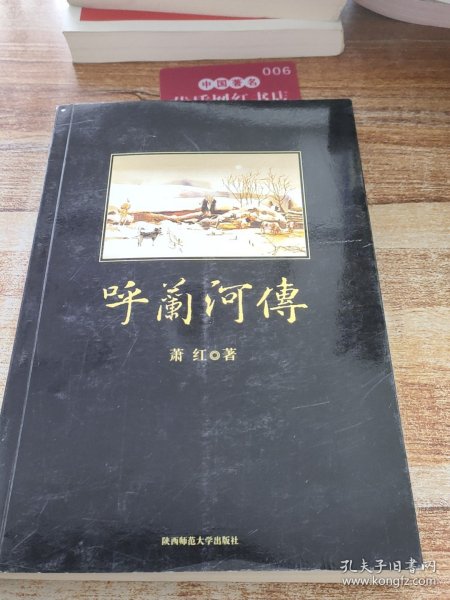 006
中国著名
呼蘭河傳
萧红◎著
陕西师范大学出版社
孔夫子旧书网
www.kongfz.com